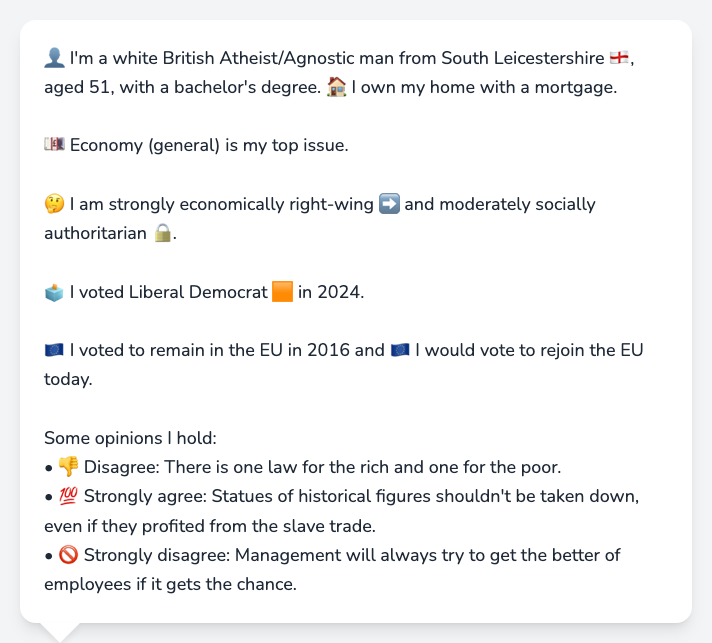 👤 I'm a white British Atheist/Agnostic man from South Leicestershire 🏴󠁧󠁢󠁥󠁮󠁧󠁿,
aged 51, with a bachelor's degree. 🏠 I own my home with a mortgage.
💷 Economy (general) is my top issue.
🤔 I am strongly economically right-wing ➡️ and moderately socially
authoritarian 🔒.
🗳️ I voted Liberal Democrat 🟧 in 2024.
🇪🇺 I voted to remain in the EU in 2016 and 🇪🇺 I would vote to rejoin the EU
today.
Some opinions I hold:
• 👎 Disagree: There is one law for the rich and one for the poor.
• 💯 Strongly agree: Statues of historical figures shouldn't be taken down,
even if they profited from the slave trade.
• 🚫 Strongly disagree: Management will always try to get the better of
employees if it gets the chance.